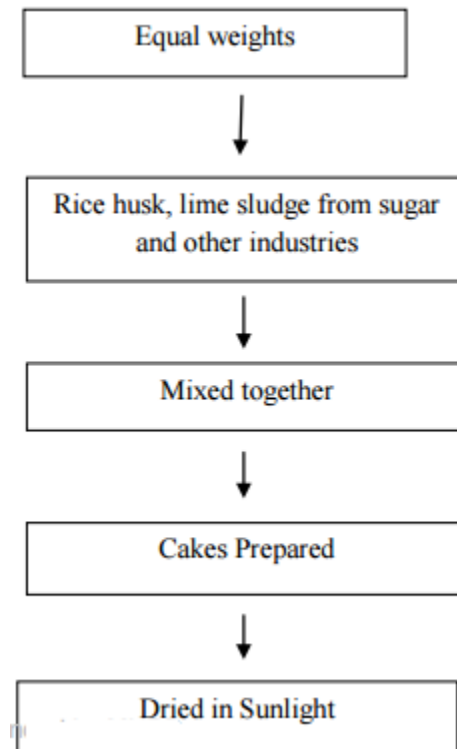 Equal weights
Rice husk, lime sludge from sugar
and other industries
Mixed together
Cakes Prepared
Dried in Sunlight